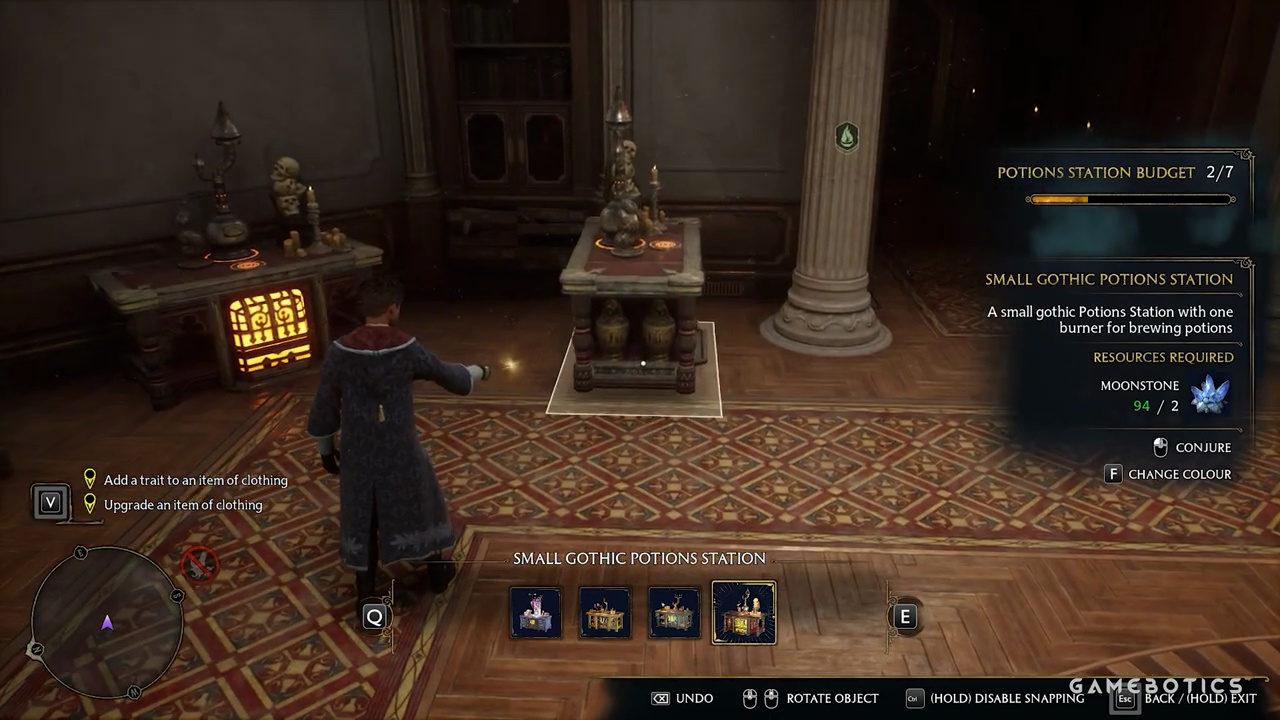 POTIONS STATION BUDGET 2/7
SMALL GOTHIC POTIONS STATION
A small gothic Potions Station with one
burner for brewing potions
RESOURCES REQUIRED
MOONSTONE
94 / 2
CONJURE
F CHANGE COLOUR
Add a trait to an item of clothing
V
Upgrade an item of clothing
E
S
N
W
SMALL GOTHIC POTIONS STATION
Q
E
GAMEBOTICS
UNDO
ROTATE OBJECT
Ctrl (HOLD) DISABLE SNAPPING
Esc BACK / (HOLD) EXIT